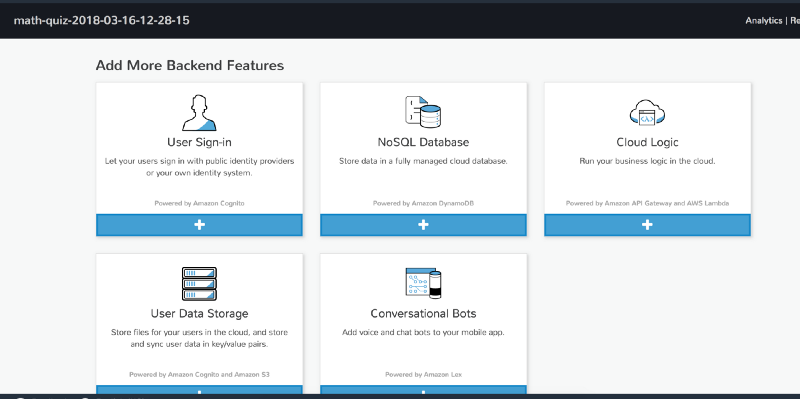 math-quiz-2018-03-16-12-28-15
Analytics | Re
Add More Backend Features
User Sign-in
Let your users sign in with public identity providers
or your own identity system.
Powered by Amazon Cognito
NoSQL Database
Store data in a fully managed cloud database.
Powered by Amazon DynamoDB
Cloud Logic
Run your business logic in the cloud.
Powered by Amazon API Gateway and AWS Lambda
User Data Storage
Store files for your users in the cloud, and store
and sync user data in key/value pairs.
Powered by Amazon Cognito and Amazon S3
Conversational Bots
Add voice and chat bots to your mobile app.
Powered by Amazon Lex